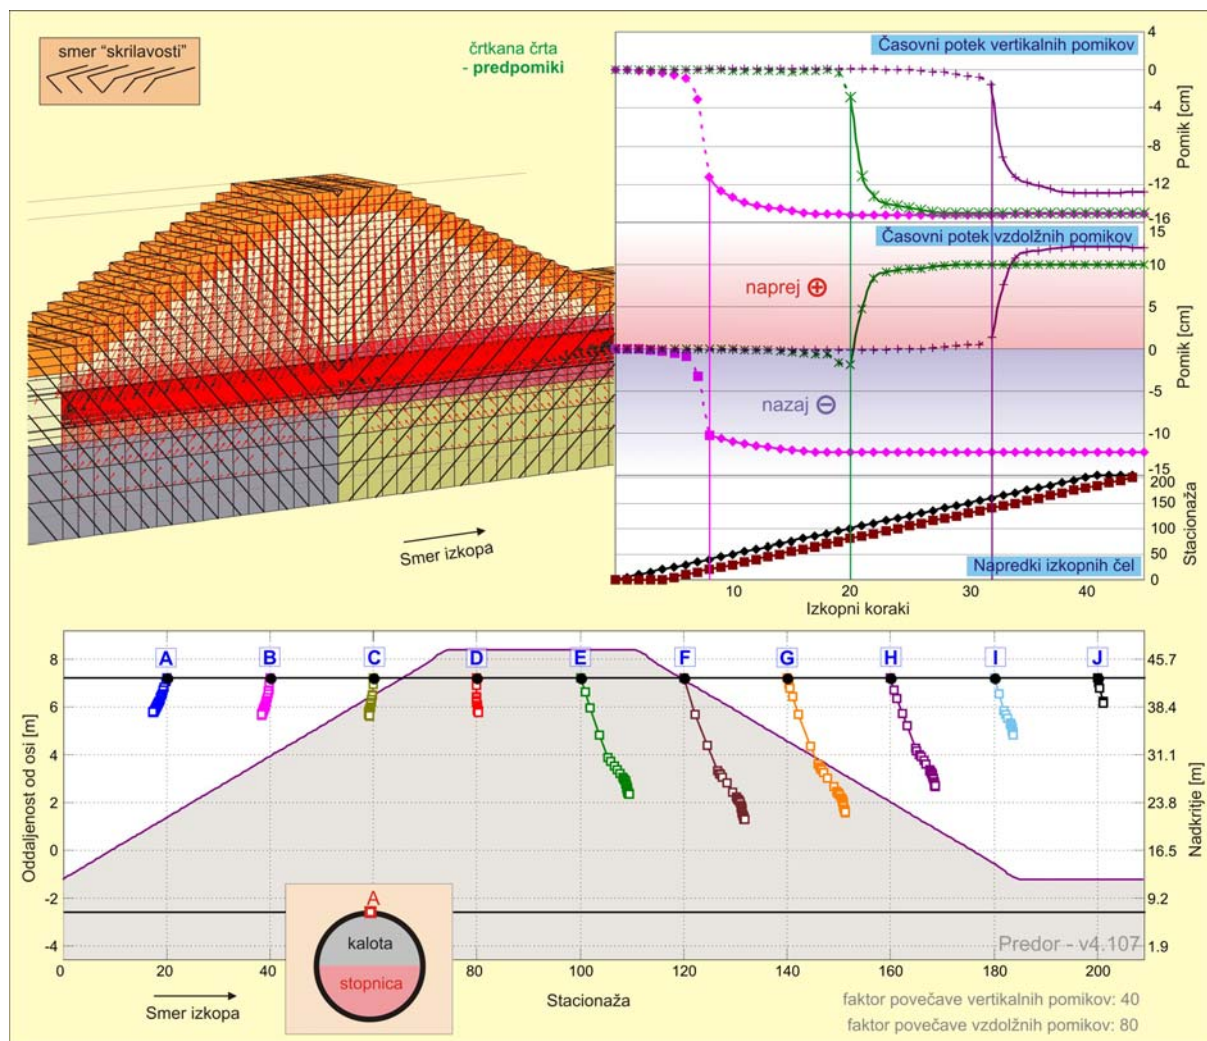 smer "skrilavosti"
črtkana črta
- predpomiki
Smer izkopa
Časovni potek vertikalnih pomikov
4
0
-4
-8
-12
-16
Pomik [cm]
Časovni potek vzdolžnih pomikov
naprej ⊕
nazaj ⊖
15
10
5
0
-5
-10
-15
Pomik [cm]
200
150
100
50
0
Stacionaža
Napredki izkopnih čel
10
20
30
40
Izkopni koraki
A
B
C
D
E
F
G
H
I
J
8
6
4
2
0
-2
-4
Oddaljenost od osi [m]
45.7
38.4
31.1
23.8
16.5
9.2
1.9
Nadkritje [m]
A
kalota
stopnica
Predor - v4.107
0
20
40
80
100
120
140
160
180
200
Smer izkopa
Stacionaža
faktor povečave vertikalnih pomikov: 40
faktor povečave vzdolžnih pomikov: 80